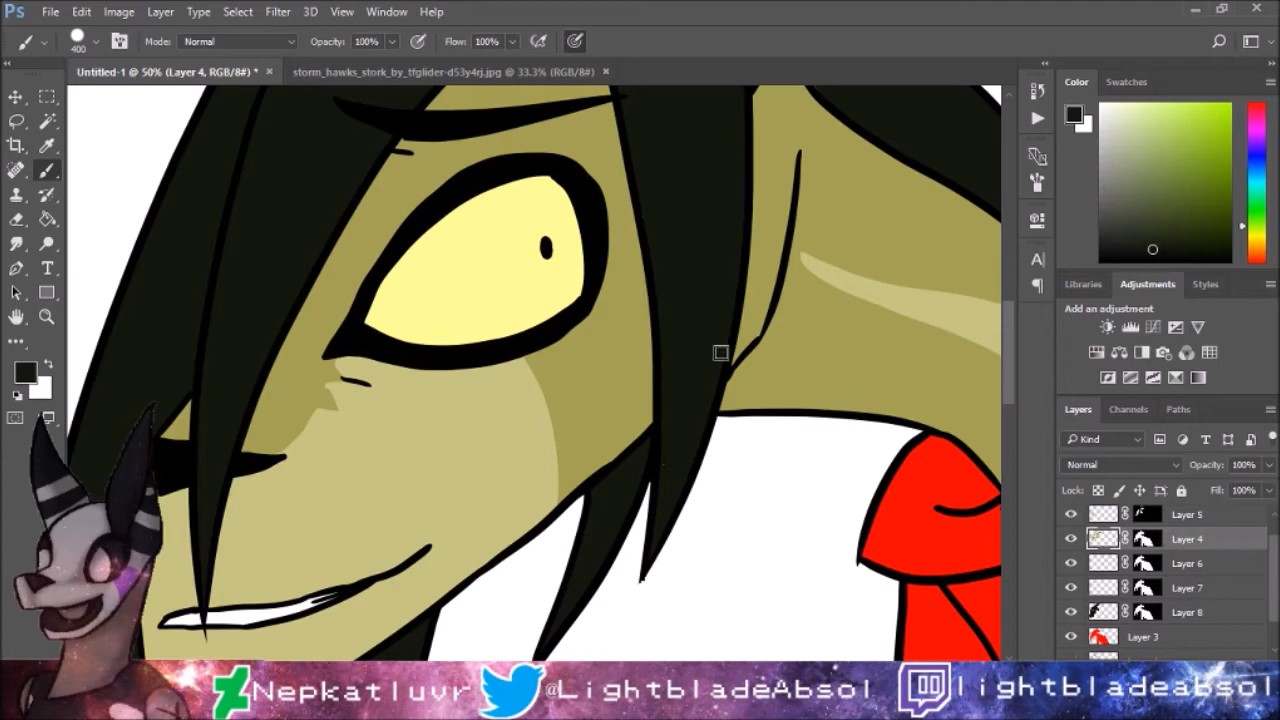 Ps File Edit Image Layer Type Select Filter 3D View Window Help
400 Mode: Normal Opacity: 100% Flow: 100%
Untitled-1 @ 50% (Layer 4, RGB/8#) * × storm_hawks_stork_by_tfglider-d53y4rj.jpg @ 33.3% (RGB/8#) ×
Color Swatches
Libraries Adjustments Styles
Add an adjustment
Layers Channels Paths
Kind
Normal Opacity: 100%
Lock: Fill: 100%
Layer 5
Layer 4
Layer 6
Layer 7
Layer 8
Layer 3
Nepkatluvr @LightbladeAbsol lightbladeabsol